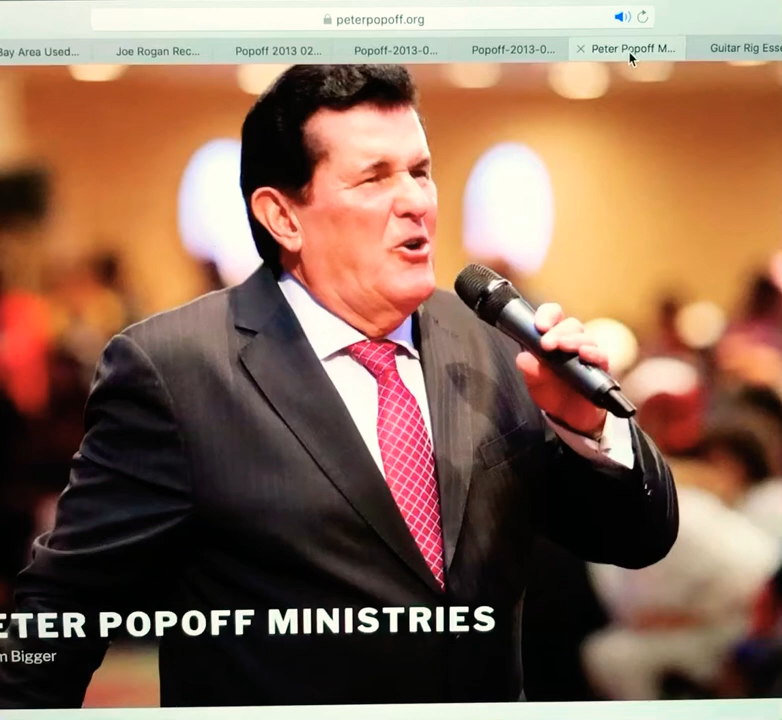 peterpopoff.org
Bay Area Used...
Joe Rogan Rec...
Popoff 2013 02...
Popoff-2013-0...
Popoff-2013-0...
Peter Popoff M...
Guitar Rig Esse
ETER POPOFF MINISTRIES
m Bigger